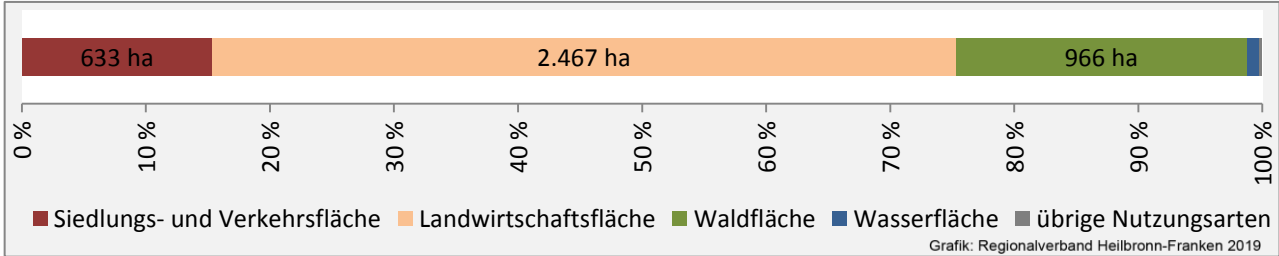 633 ha 2.467 ha 966 ha
0 % 10 % 20 % 30 % 40 % 50 % 60 % 70 % 80 % 90 % 100 %
Siedlungs- und Verkehrsfläche Landwirtschaftsfläche Waldfläche Wasserfläche übrige Nutzungsarten
Grafik: Regionalverband Heilbronn-Franken 2019